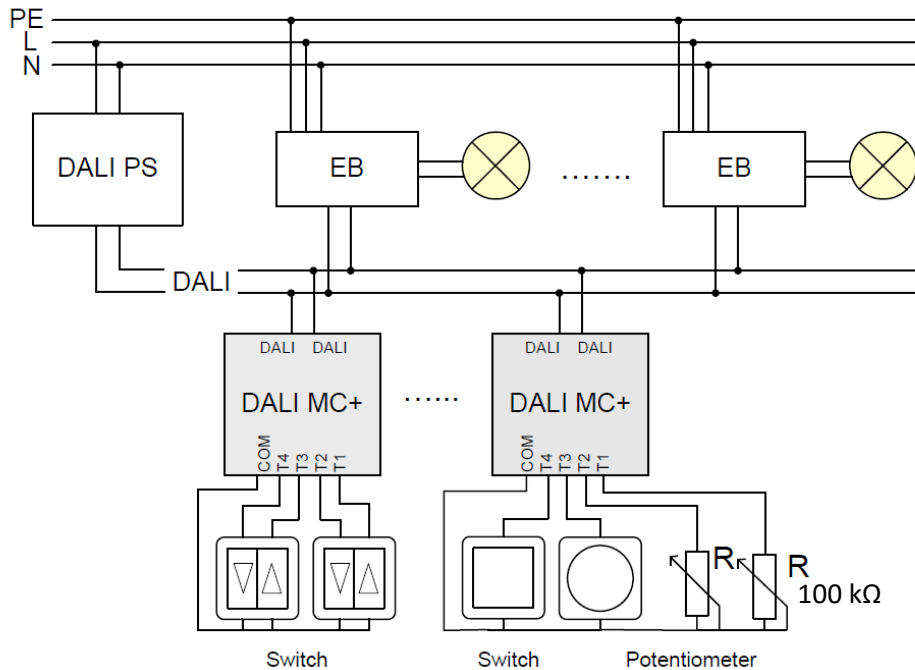 PE
L
N
DALI PS
EB
.......
EB
DALI
DALI DALI
DALI MC+
COM T4 T3 T2 T1
......
DALI DALI
DALI MC+
COM T4 T3 T2 T1
R
R
100 kΩ
Switch
Switch
Potentiometer